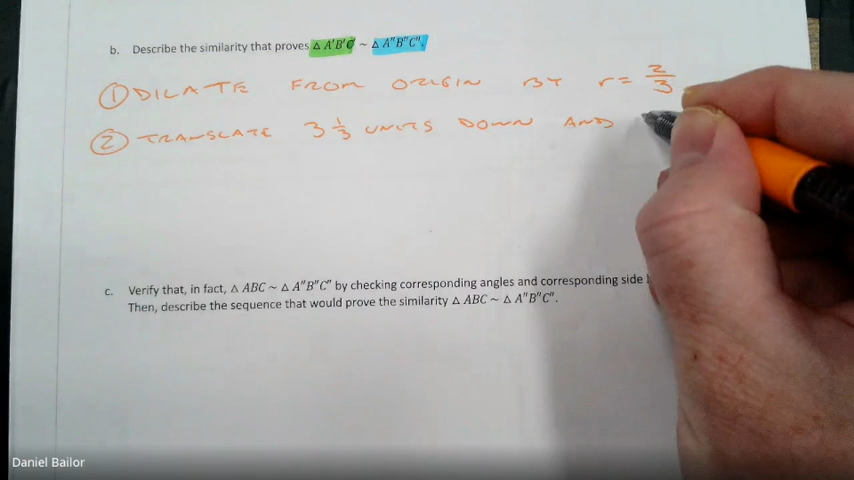 b. Describe the similarity that proves △ A'B'C' ~ △ A"B"C".
① DILATE FROM ORIGIN BY r = 2/3
② TRANSLATE 3 1/3 UNITS DOWN AND
c. Verify that, in fact, △ ABC ~ △ A"B"C" by checking corresponding angles and corresponding side
Then, describe the sequence that would prove the similarity △ ABC ~ △ A"B"C".
Daniel Bailor